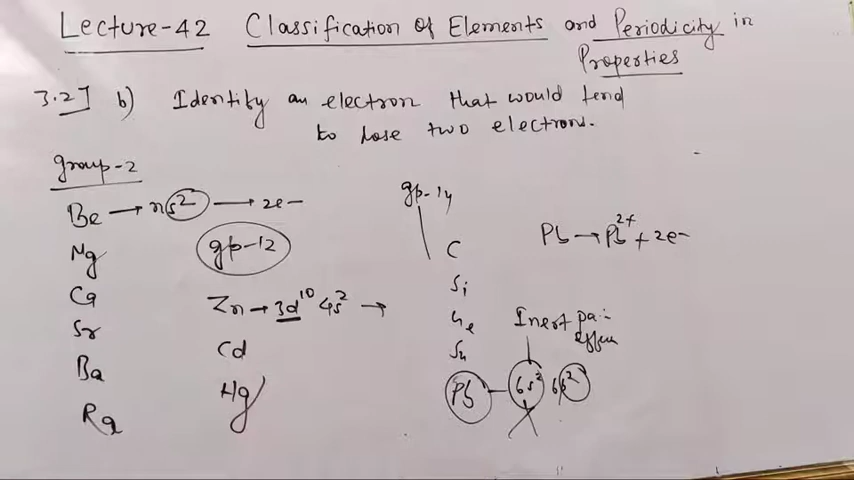 Lecture-42 Classification of Elements and Periodicity in
Properties
3.27 b) Identify an electron that would tend
to lose two electrons.
group-2
Be → ns² → 2e-
Mg
Ca
Sr
Ba
Ra
gp-12
Zn → 3d¹⁰ 4s² →
Cd
Hg
gp-14
C
Si
Ge
Sn
Pb - 6s² 6p²
Inert pair
effect
Pb → Pb²⁺ + 2e-